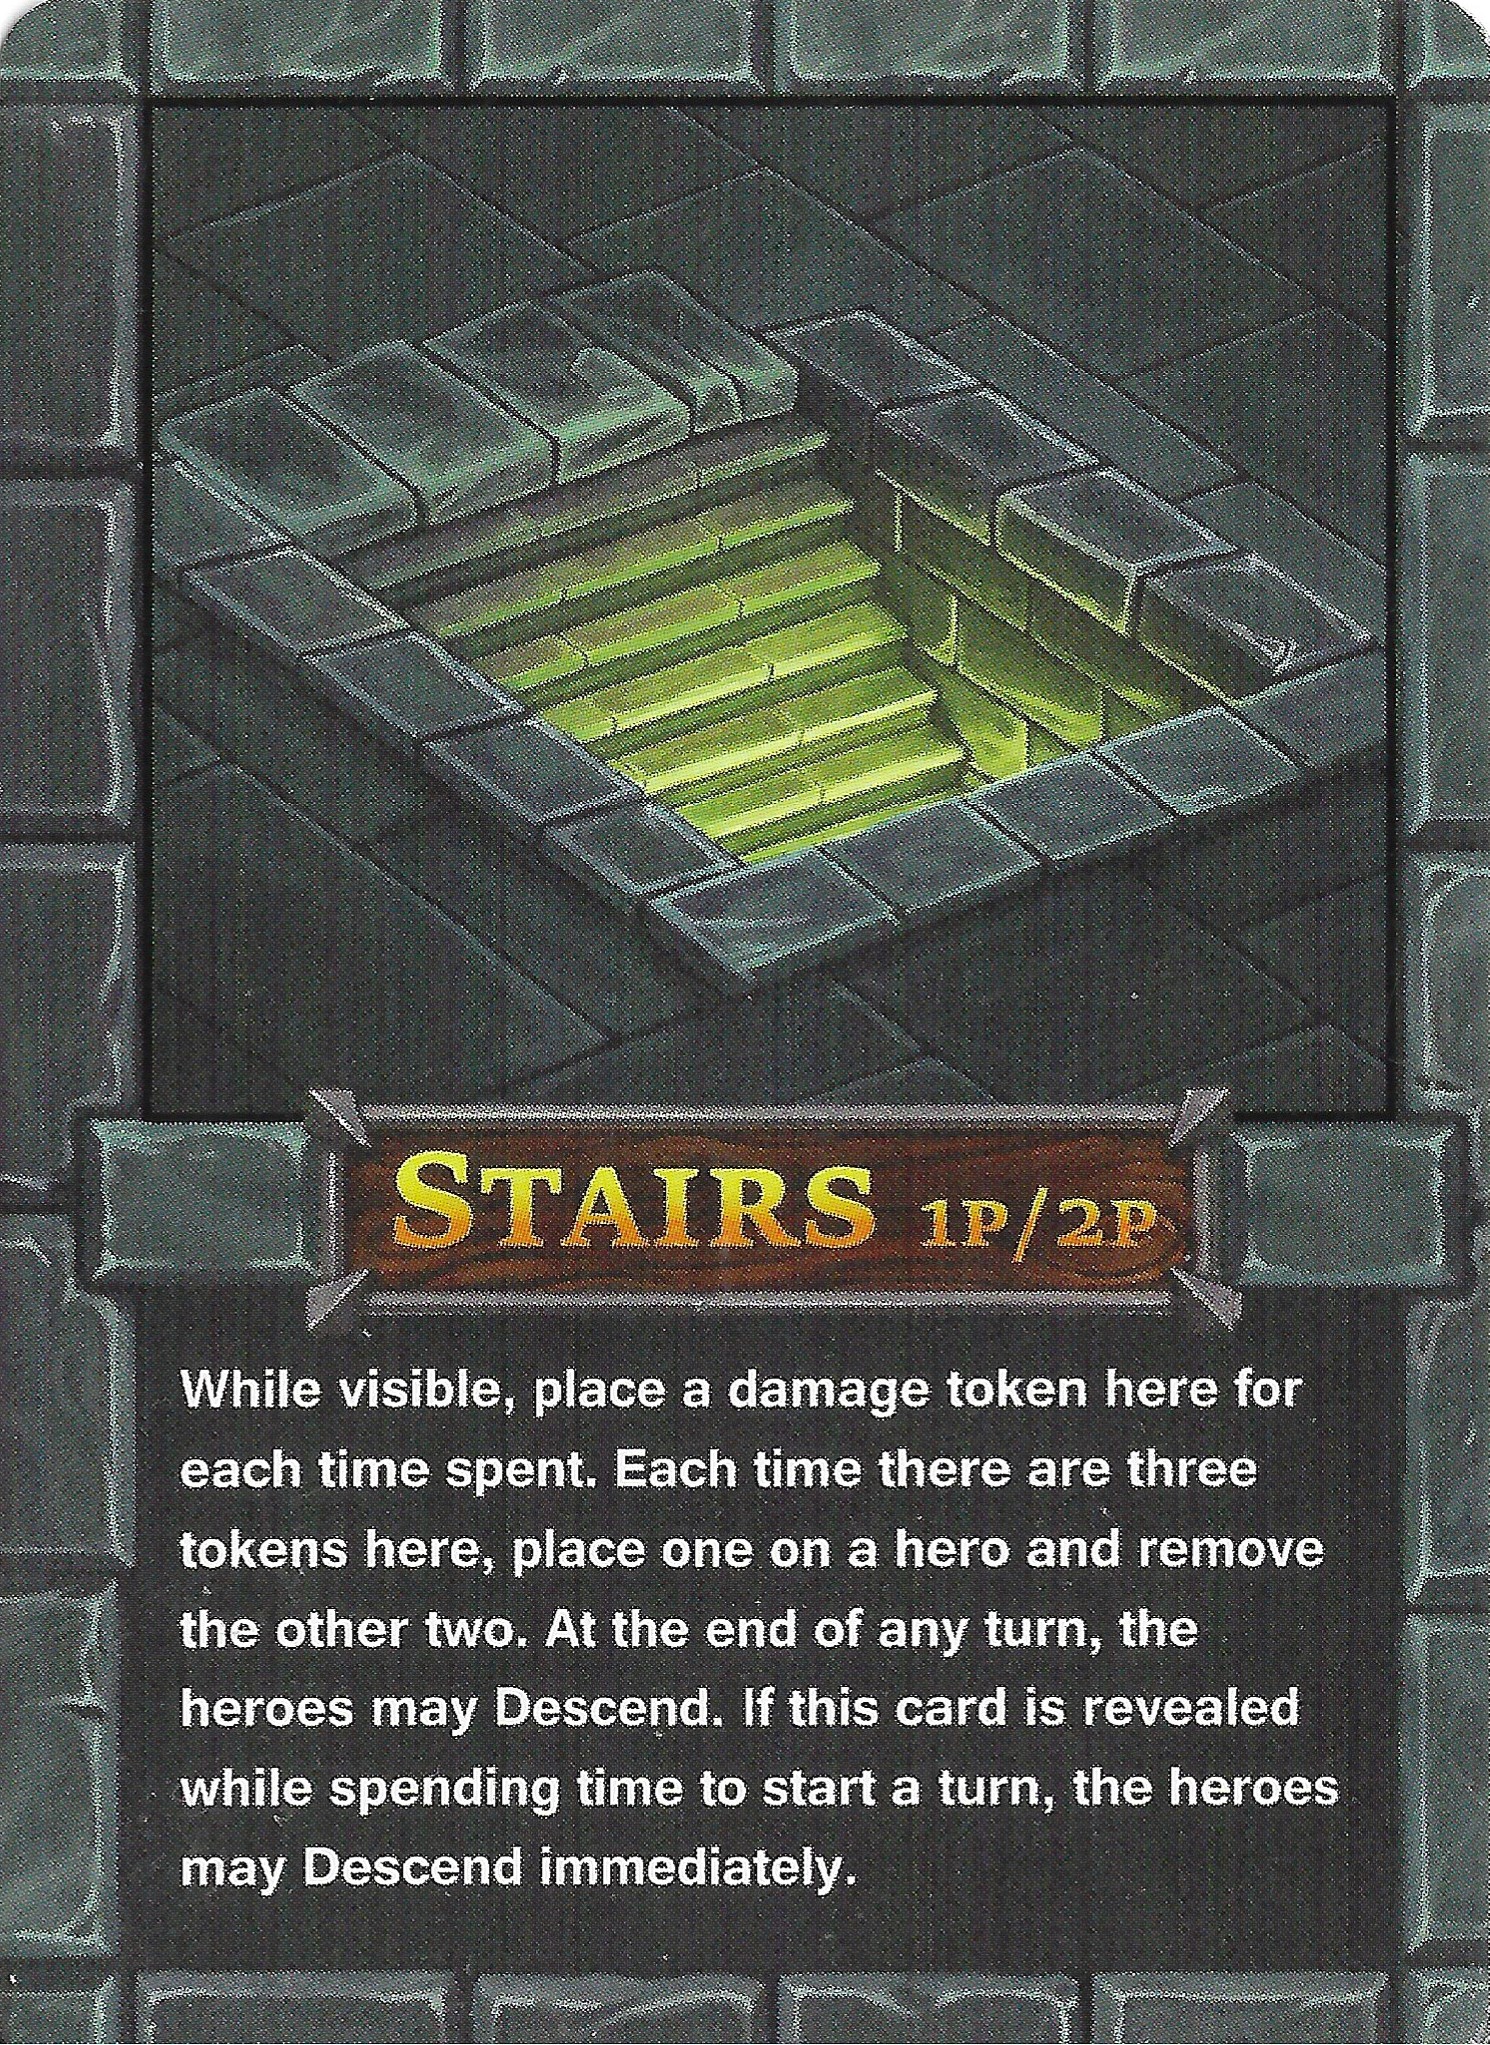 STAIRS 1P/2P
While visible, place a damage token here for
each time spent. Each time there are three
tokens here, place one on a hero and remove
the other two. At the end of any turn, the
heroes may Descend. If this card is revealed
while spending time to start a turn, the heroes
may Descend immediately.